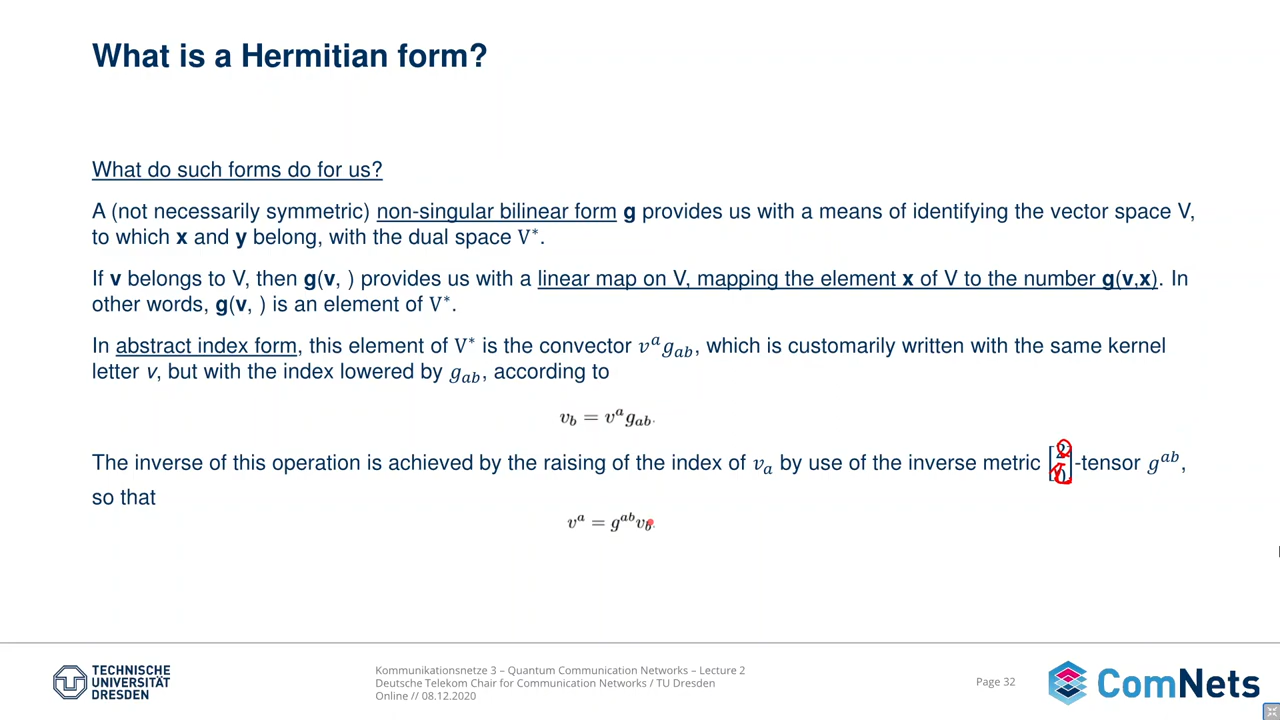 What is a Hermitian form?
What do such forms do for us?
A (not necessarily symmetric) non-singular bilinear form g provides us with a means of identifying the vector space V,
to which x and y belong, with the dual space V*.
If v belongs to V, then g(v, ) provides us with a linear map on V, mapping the element x of V to the number g(v,x). In
other words, g(v, ) is an element of V*.
In abstract index form, this element of V* is the convector vᵃg_ab, which is customarily written with the same kernel
letter v, but with the index lowered by g_ab, according to
v_b = vᵃg_ab.
The inverse of this operation is achieved by the raising of the index of v_a by use of the inverse metric [2 0]-tensor gᵃᵇ,
so that
vᵃ = gᵃᵇv_b.
TECHNISCHE
UNIVERSITÄT
DRESDEN
Kommunikationsnetze 3 – Quantum Communication Networks – Lecture 2
Deutsche Telekom Chair for Communication Networks / TU Dresden
Online // 08.12.2020
Page 32
ComNets